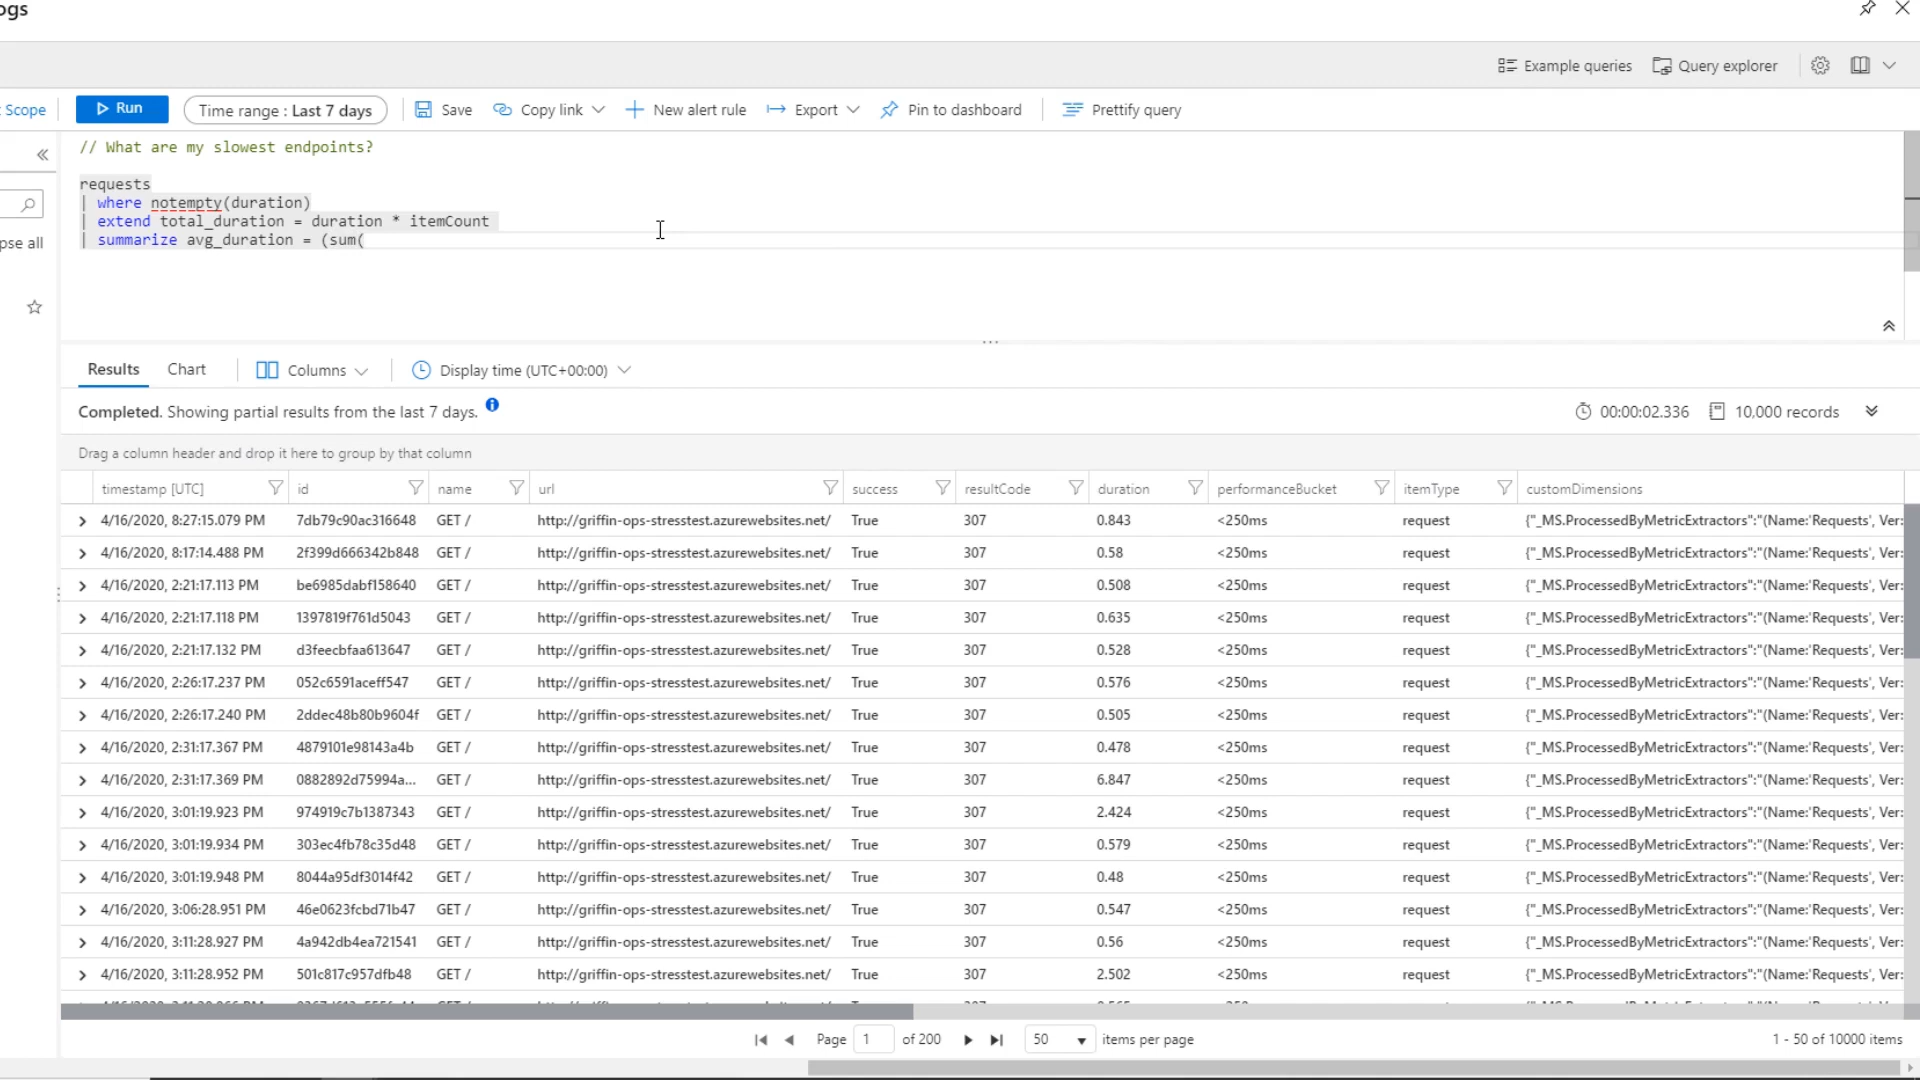 ogs
Example queries Query explorer
Scope Run Time range : Last 7 days Save Copy link New alert rule Export Pin to dashboard Prettify query
// What are my slowest endpoints?
requests
| where notempty(duration)
| extend total_duration = duration * itemCount
| summarize avg_duration = (sum(
pse all
Results Chart Columns Display time (UTC+00:00)
Completed. Showing partial results from the last 7 days. 00:00:02.336 10,000 records
Drag a column header and drop it here to group by that column
timestamp [UTC] id name url success resultCode duration performanceBucket itemType customDimensions
4/16/2020, 8:27:15.079 PM 7db79c90ac316648 GET / http://griffin-ops-stresstest.azurewebsites.net/ True 307 0.843 <250ms request {"_MS.ProcessedByMetricExtractors":"(Name:'Requests', Ver:
4/16/2020, 8:17:14.488 PM 2f399d666342b848 GET / http://griffin-ops-stresstest.azurewebsites.net/ True 307 0.58 <250ms request {"_MS.ProcessedByMetricExtractors":"(Name:'Requests', Ver:
4/16/2020, 2:21:17.113 PM be6985dabf158640 GET / http://griffin-ops-stresstest.azurewebsites.net/ True 307 0.508 <250ms request {"_MS.ProcessedByMetricExtractors":"(Name:'Requests', Ver:
4/16/2020, 2:21:17.118 PM 1397819f761d5043 GET / http://griffin-ops-stresstest.azurewebsites.net/ True 307 0.635 <250ms request {"_MS.ProcessedByMetricExtractors":"(Name:'Requests', Ver:
4/16/2020, 2:21:17.132 PM d3feecbfaa613647 GET / http://griffin-ops-stresstest.azurewebsites.net/ True 307 0.528 <250ms request {"_MS.ProcessedByMetricExtractors":"(Name:'Requests', Ver:
4/16/2020, 2:26:17.237 PM 052c6591aceff547 GET / http://griffin-ops-stresstest.azurewebsites.net/ True 307 0.576 <250ms request {"_MS.ProcessedByMetricExtractors":"(Name:'Requests', Ver:
4/16/2020, 2:26:17.240 PM 2ddec48b80b9604f GET / http://griffin-ops-stresstest.azurewebsites.net/ True 307 0.505 <250ms request {"_MS.ProcessedByMetricExtractors":"(Name:'Requests', Ver:
4/16/2020, 2:31:17.367 PM 4879101e98143a4b GET / http://griffin-ops-stresstest.azurewebsites.net/ True 307 0.478 <250ms request {"_MS.ProcessedByMetricExtractors":"(Name:'Requests', Ver:
4/16/2020, 2:31:17.369 PM 0882892d75994a... GET / http://griffin-ops-stresstest.azurewebsites.net/ True 307 6.847 <250ms request {"_MS.ProcessedByMetricExtractors":"(Name:'Requests', Ver:
4/16/2020, 3:01:19.923 PM 974919c7b1387343 GET / http://griffin-ops-stresstest.azurewebsites.net/ True 307 2.424 <250ms request {"_MS.ProcessedByMetricExtractors":"(Name:'Requests', Ver:
4/16/2020, 3:01:19.934 PM 303ec4fb78c35d48 GET / http://griffin-ops-stresstest.azurewebsites.net/ True 307 0.579 <250ms request {"_MS.ProcessedByMetricExtractors":"(Name:'Requests', Ver:
4/16/2020, 3:01:19.948 PM 8044a95df3014f42 GET / http://griffin-ops-stresstest.azurewebsites.net/ True 307 0.48 <250ms request {"_MS.ProcessedByMetricExtractors":"(Name:'Requests', Ver:
4/16/2020, 3:06:28.951 PM 46e0623fcbd71b47 GET / http://griffin-ops-stresstest.azurewebsites.net/ True 307 0.547 <250ms request {"_MS.ProcessedByMetricExtractors":"(Name:'Requests', Ver:
4/16/2020, 3:11:28.927 PM 4a942db4ea721541 GET / http://griffin-ops-stresstest.azurewebsites.net/ True 307 0.56 <250ms request {"_MS.ProcessedByMetricExtractors":"(Name:'Requests', Ver:
4/16/2020, 3:11:28.952 PM 501c817c957dfb48 GET / http://griffin-ops-stresstest.azurewebsites.net/ True 307 2.502 <250ms request {"_MS.ProcessedByMetricExtractors":"(Name:'Requests', Ver:
Page 1 of 200 50 items per page 1 - 50 of 10000 items